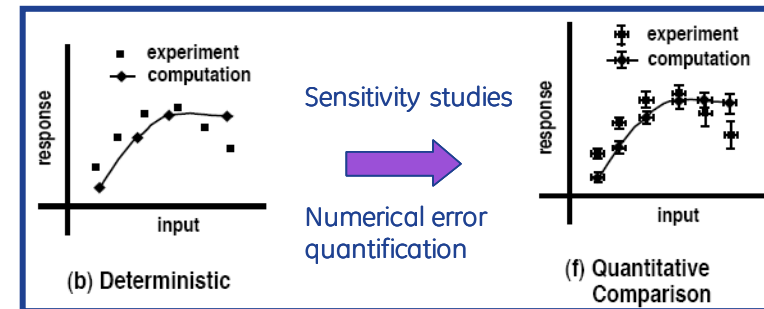 experiment
computation
response
input
(b) Deterministic
Sensitivity studies
Numerical error
quantification
experiment
computation
response
input
(f) Quantitative
Comparison